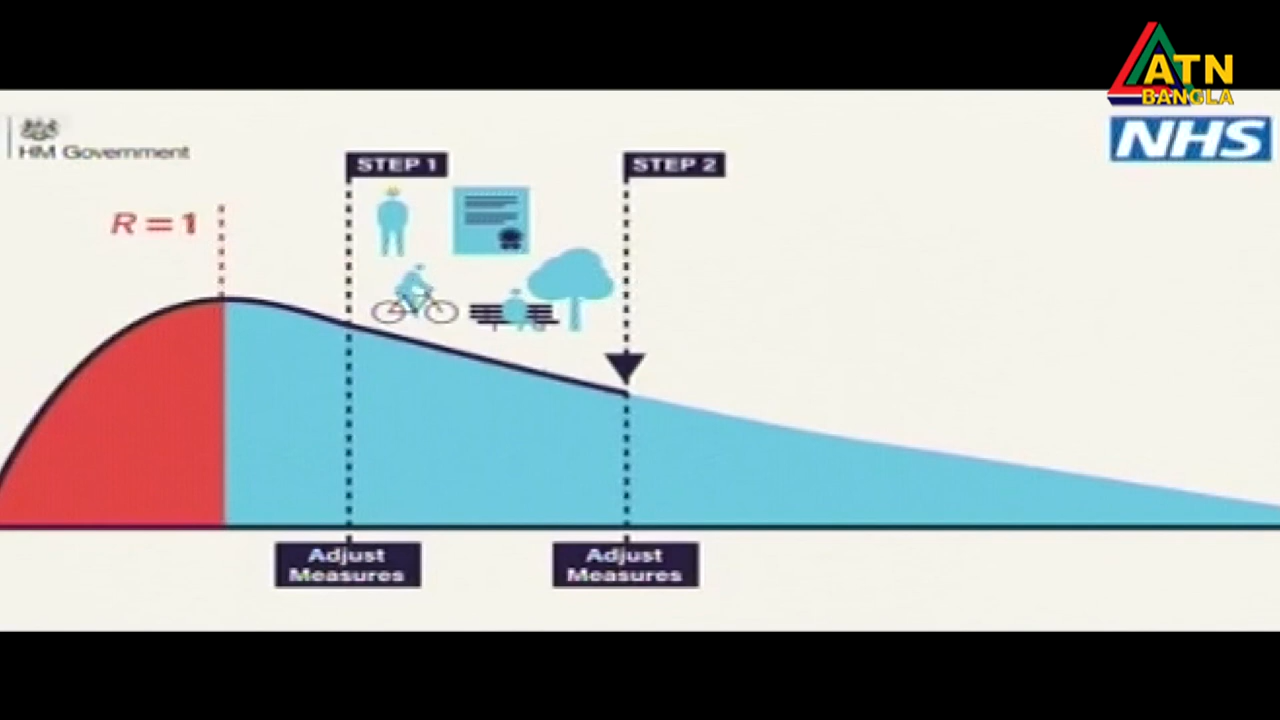 ATN
BANGLA
HM Government
NHS
STEP 1
STEP 2
R = 1
Adjust
Measures
Adjust
Measures